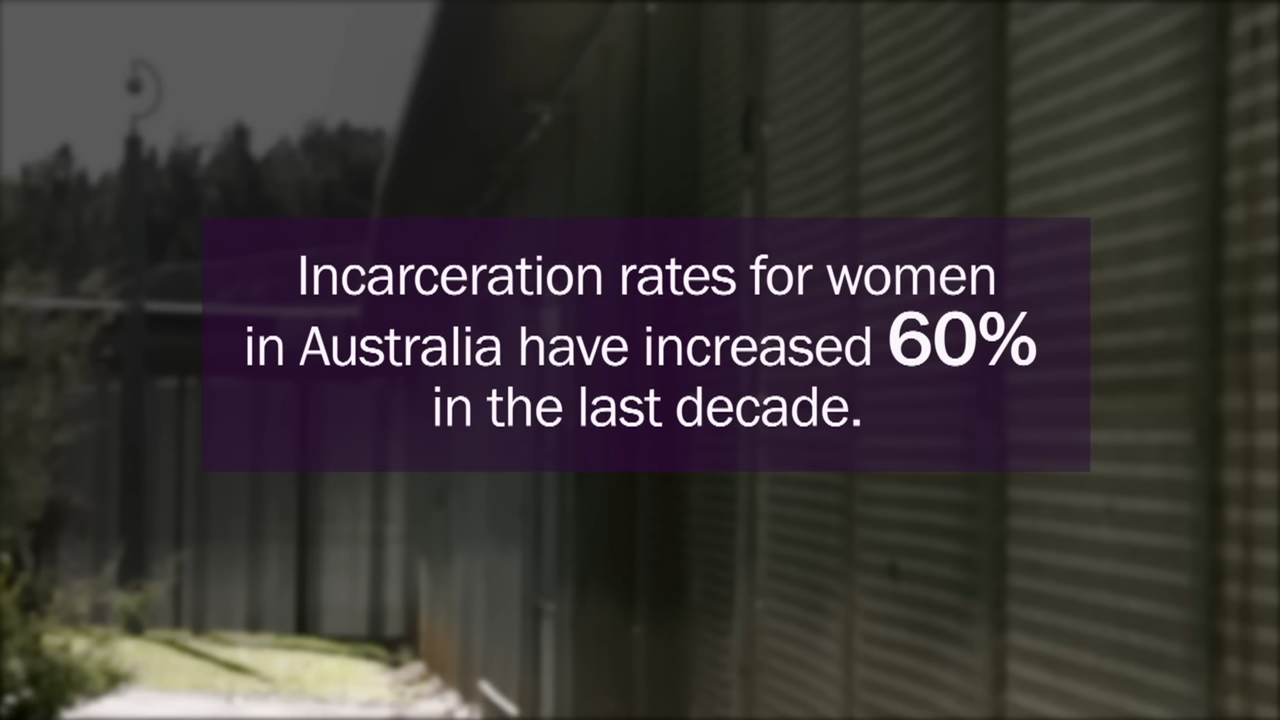 Incarceration rates for women
in Australia have increased 60%
in the last decade.